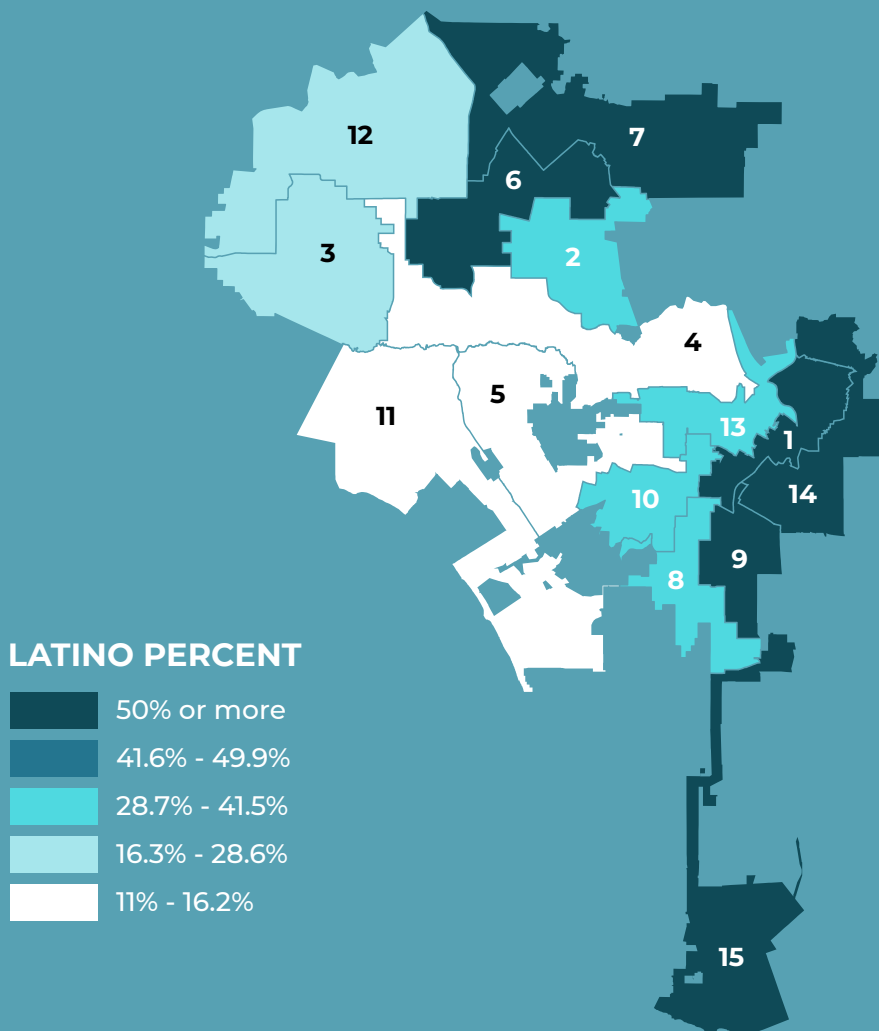 12
7
6
3
2
4
5
11
13
1
14
10
9
8
LATINO PERCENT
50% or more
41.6% - 49.9%
28.7% - 41.5%
16.3% - 28.6%
11% - 16.2%
15